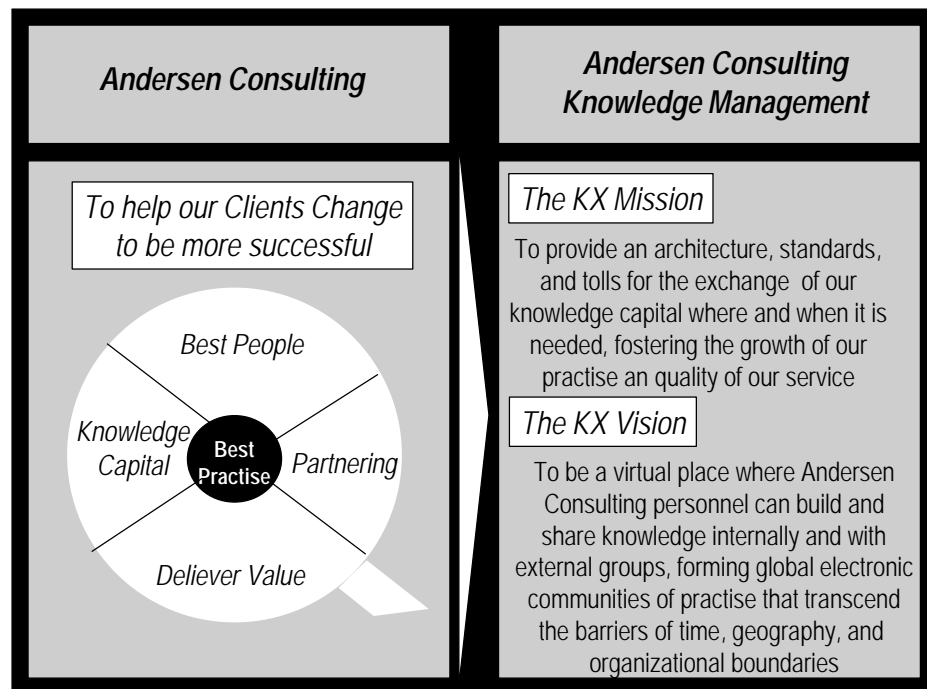 Andersen Consulting
To help our Clients Change
to be more successful
Best People
Knowledge
Capital
Best
Practise
Partnering
Deliever Value
Andersen Consulting
Knowledge Management
The KX Mission
To provide an architecture, standards,
and tolls for the exchange of our
knowledge capital where and when it is
needed, fostering the growth of our
practise an quality of our service
The KX Vision
To be a virtual place where Andersen
Consulting personnel can build and
share knowledge internally and with
external groups, forming global electronic
communities of practise that transcend
the barriers of time, geography, and
organizational boundaries